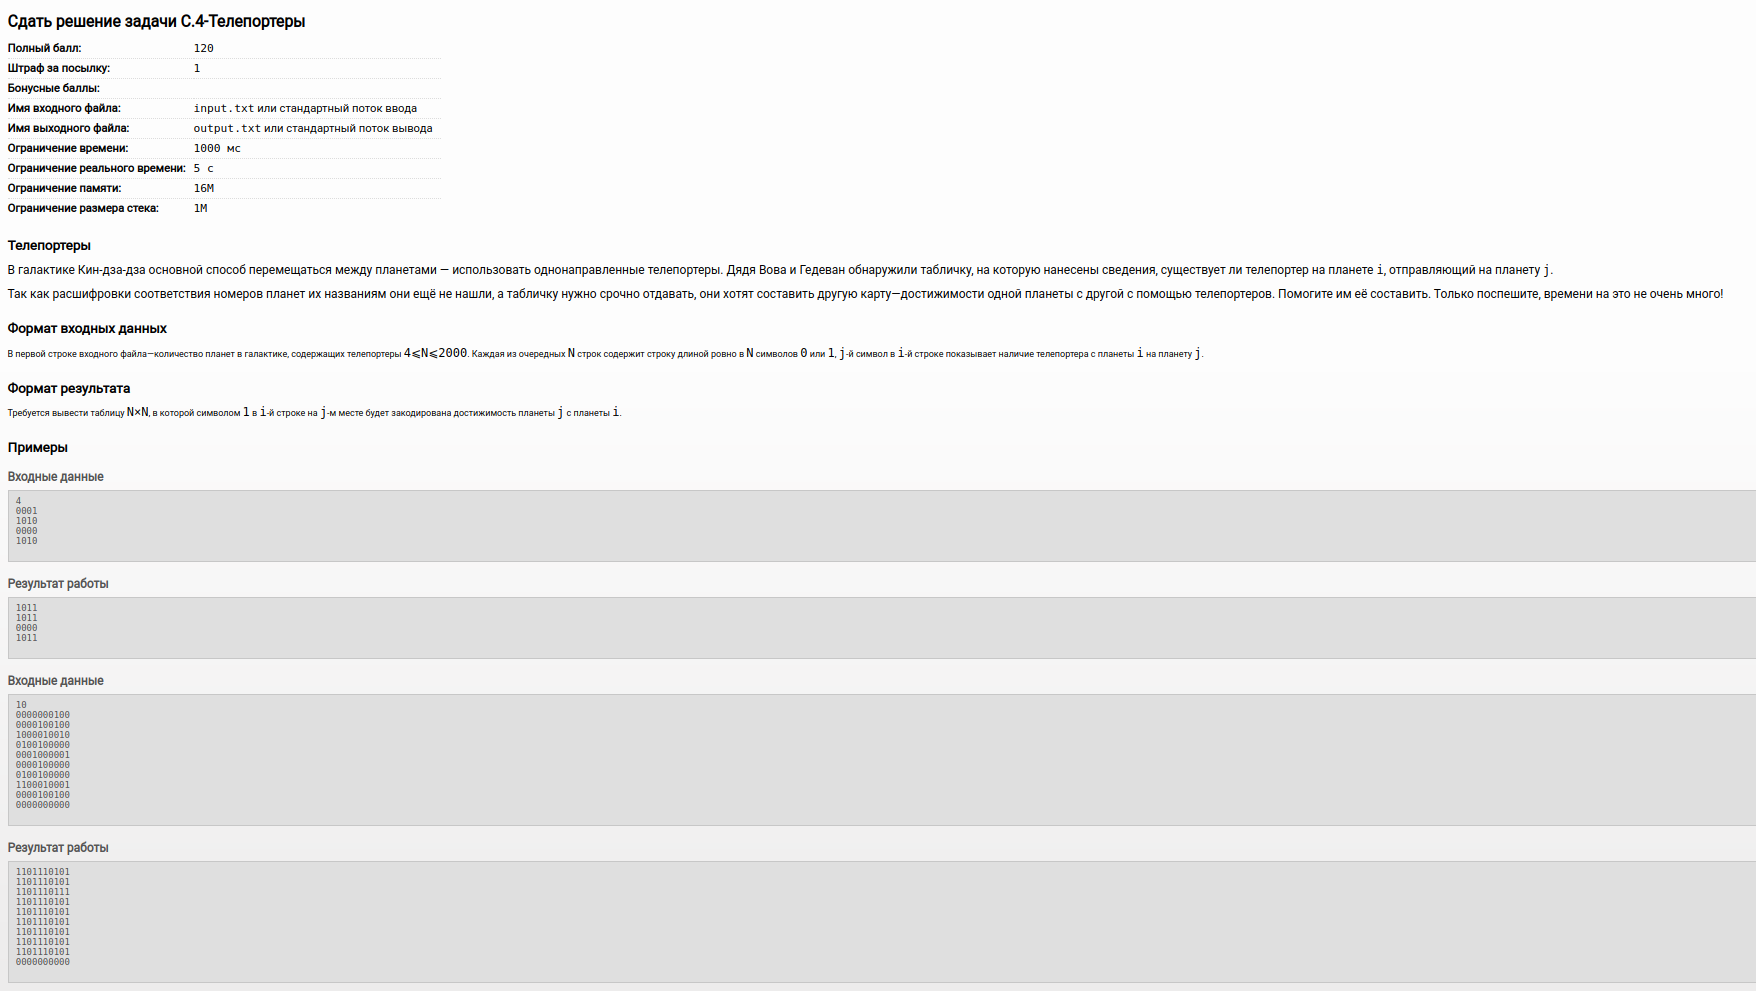 Сдать решение задачи C.4-Телепортеры
Полный балл: 120
Штраф за посылку: 1
Бонусные баллы:
Имя входного файла: input.txt или стандартный поток ввода
Имя выходного файла: output.txt или стандартный поток вывода
Ограничение времени: 1000 мс
Ограничение реального времени: 5 с
Ограничение памяти: 16M
Ограничение размера стека: 1M
Телепортеры
В галактике Кин-дза-дза основной способ перемещаться между планетами — использовать однонаправленные телепортеры. Дядя Вова и Гедеван обнаружили табличку, на которую нанесены сведения, существует ли телепортер на планете i, отправляющий на планету j.
Так как расшифровки соответствия номеров планет их названиям они ещё не нашли, а табличку нужно срочно отдавать, они хотят составить другую карту—достижимости одной планеты с другой с помощью телепортеров. Помогите им её составить. Только поспешите, времени на это не очень много!
Формат входных данных
В первой строке входного файла—количество планет в галактике, содержащих телепортеры 4⩽N⩽2000. Каждая из очередных N строк содержит строку длиной ровно в N символов 0 или 1, j-й символ в i-й строке показывает наличие телепортера с планеты i на планету j.
Формат результата
Требуется вывести таблицу N×N, в которой символом 1 в i-й строке на j-м месте будет закодирована достижимость планеты j с планеты i.
Примеры
Входные данные
4
0001
1010
0000
1010
Результат работы
1011
1011
0000
1011
Входные данные
10
0000000100
0000100100
1000010010
0100100000
0001000001
0000100000
0100100000
1100010001
0000100100
0000000000
Результат работы
1101110101
1101110101
1101110111
1101110101
1101110101
1101110101
1101110101
1101110101
1101110101
0000000000